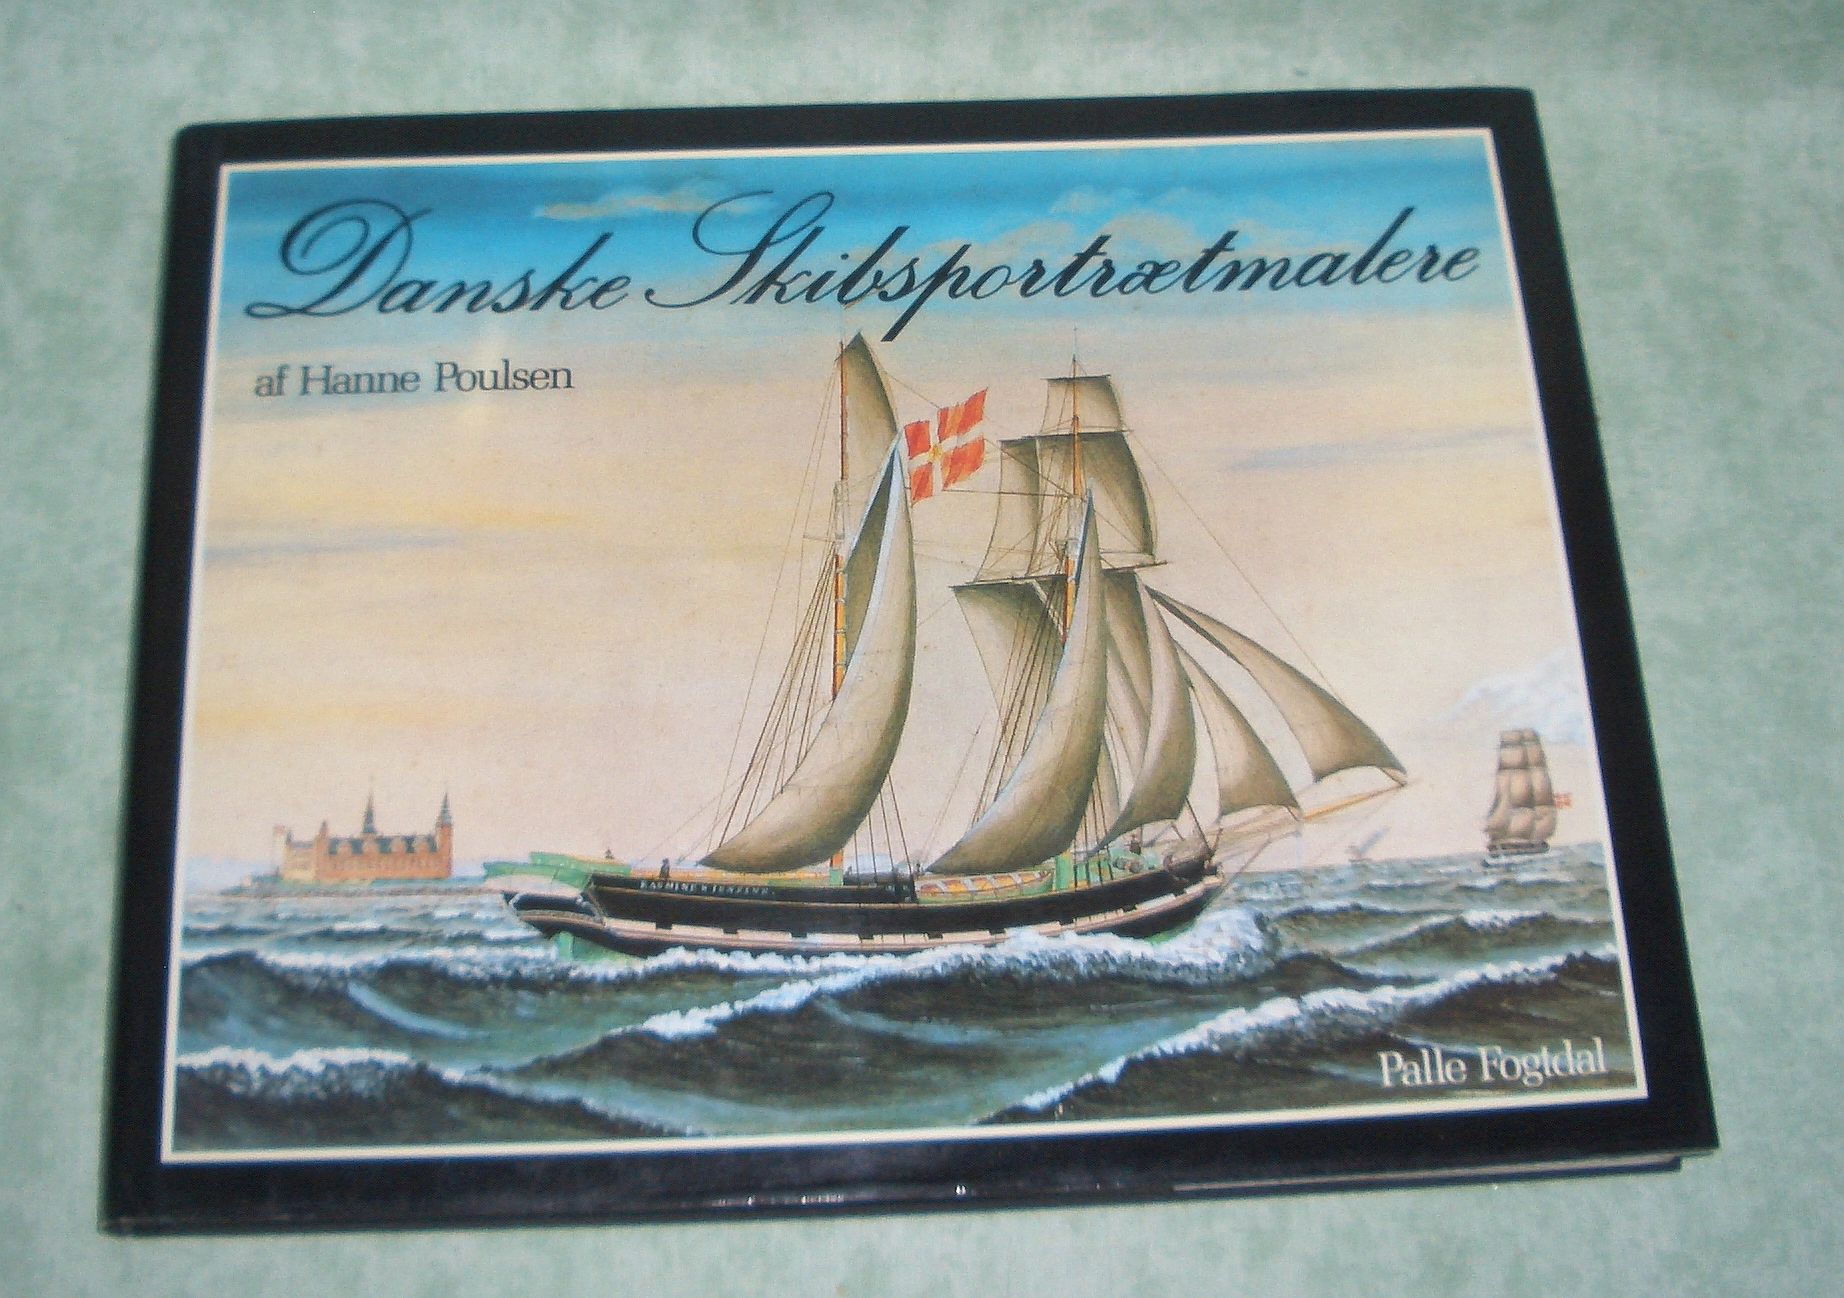 Danske Skibsportrætmalere
af Hanne Poulsen
Palle Fogtdal